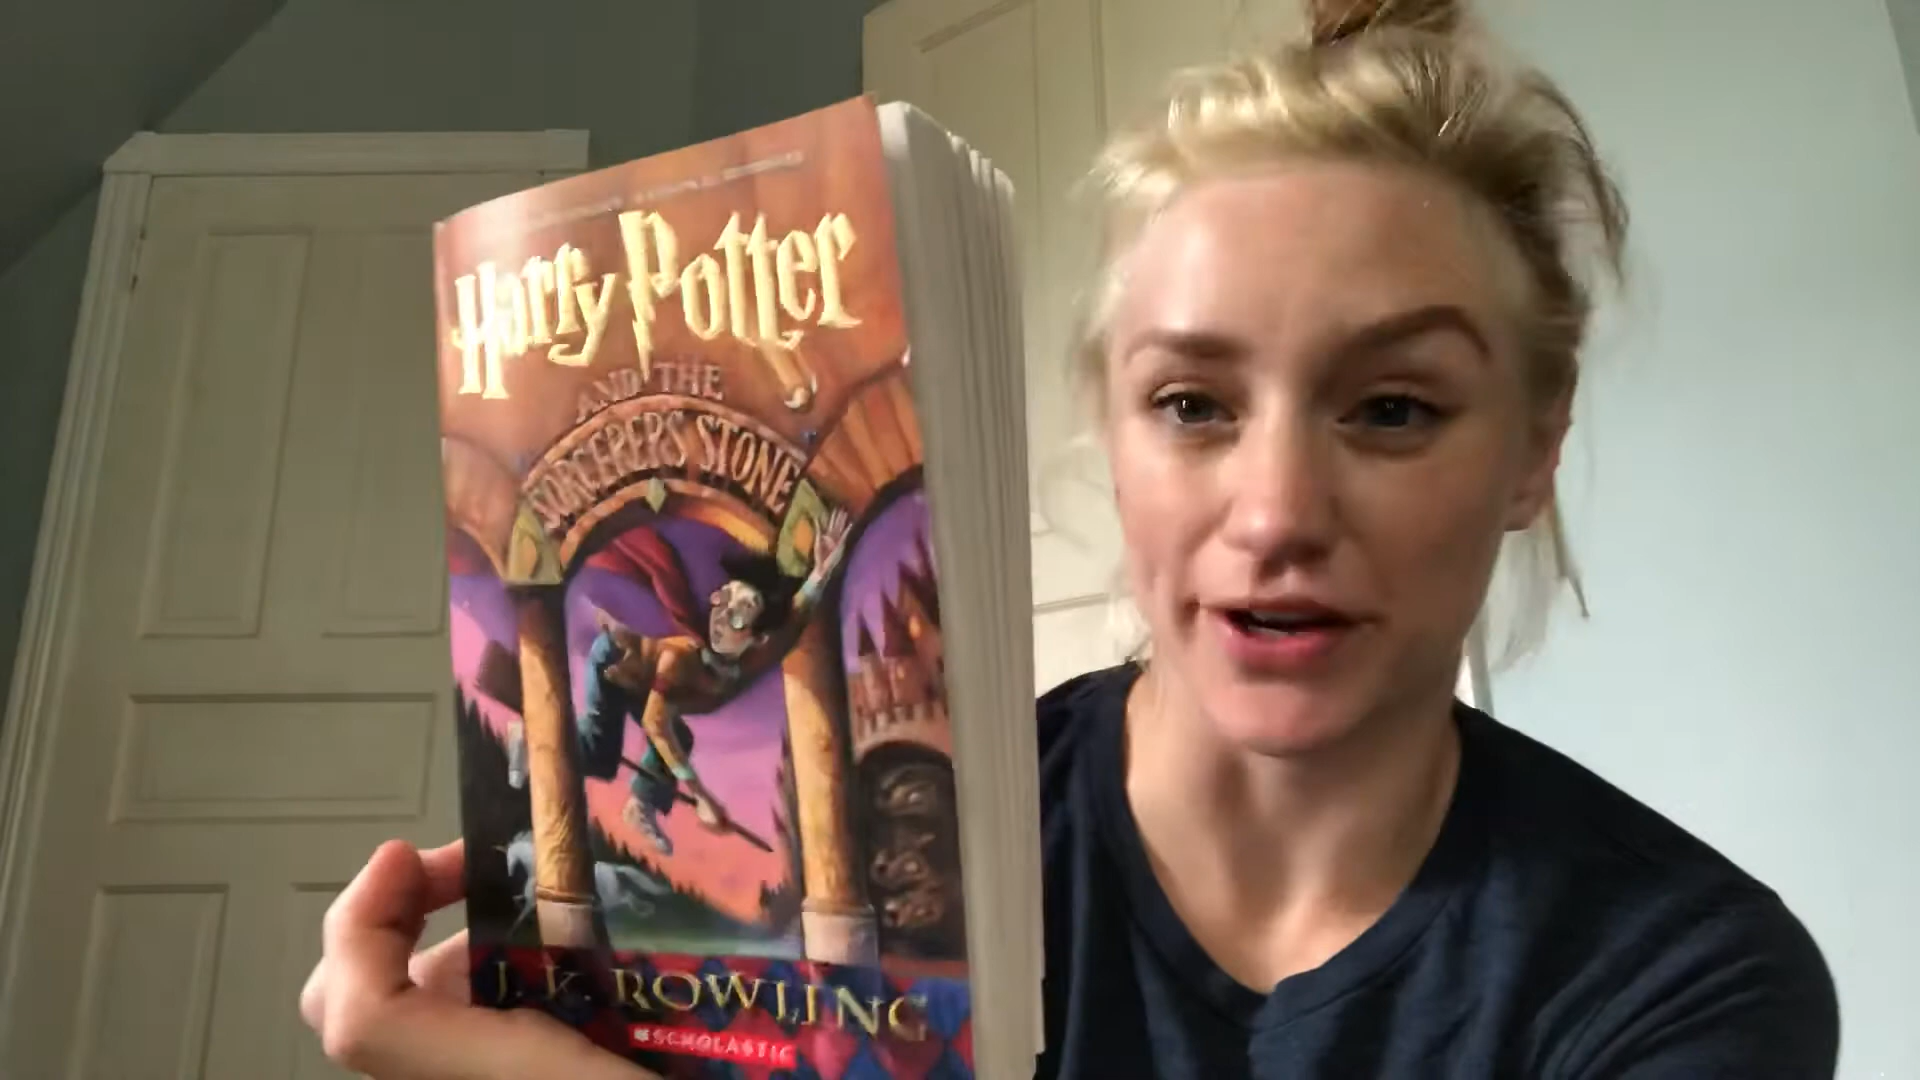 Harry Potter
AND THE
SORCERER'S STONE
J. K. ROWLING
SCHOLASTIC